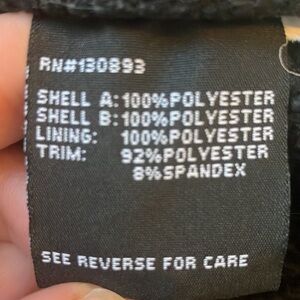 RN#130893
SHELL A: 100%POLYESTER
SHELL B: 100%POLYESTER
LINING: 100%POLYESTER
TRIM: 92%POLYESTER
8%SPANDEX
SEE REVERSE FOR CARE